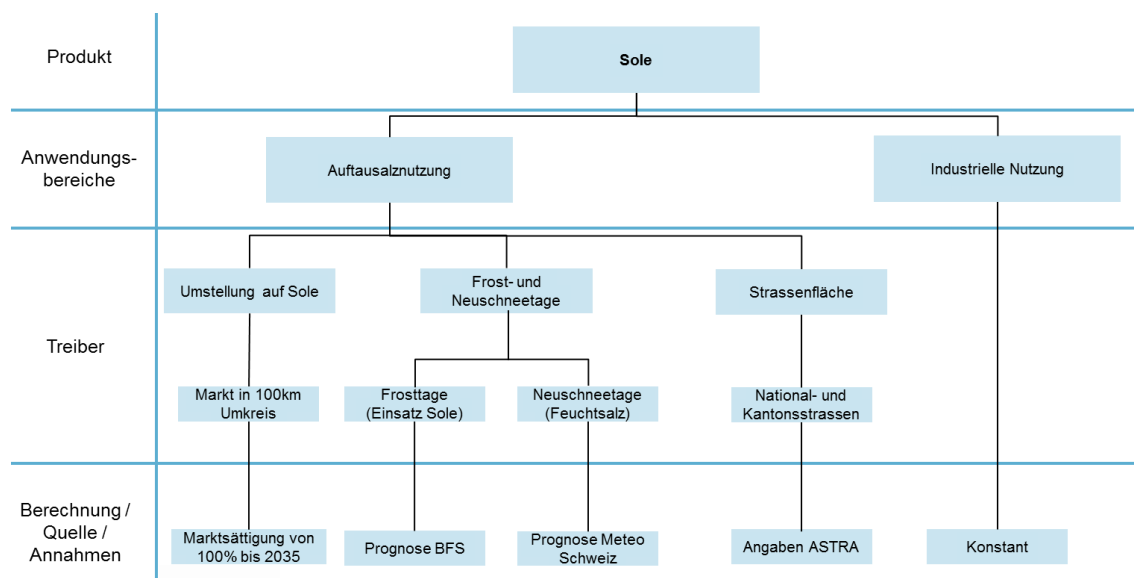 Produkt
Sole
Anwendungs-
bereiche
Auftausalznutzung
Industrielle Nutzung
Treiber
Umstellung auf Sole
Frost- und
Neuschneetage
Strassenfläche
Markt in 100km
Umkreis
Frosttage
(Einsatz Sole)
Neuschneetage
(Feuchtsalz)
National- und
Kantonsstrassen
Berechnung /
Quelle /
Annahmen
Marktsättigung von
100% bis 2035
Prognose BFS
Prognose Meteo
Schweiz
Angaben ASTRA
Konstant